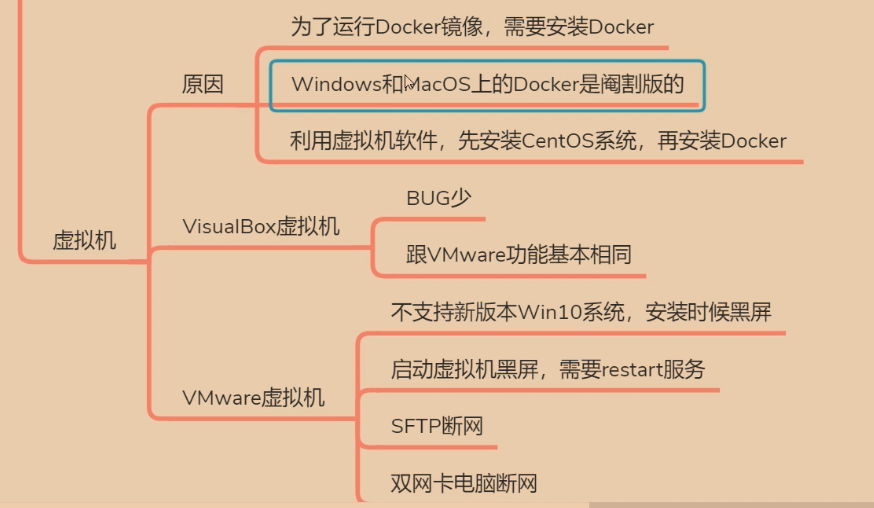 为了运行Docker镜像，需要安装Docker
原因
Windows和MacOS上的Docker是阉割版的
利用虚拟机软件，先安装CentOS系统，再安装Docker
虚拟机
VisualBox虚拟机
BUG少
跟VMware功能基本相同
VMware虚拟机
不支持新版本Win10系统，安装时候黑屏
启动虚拟机黑屏，需要restart服务
SFTP断网
双网卡电脑断网